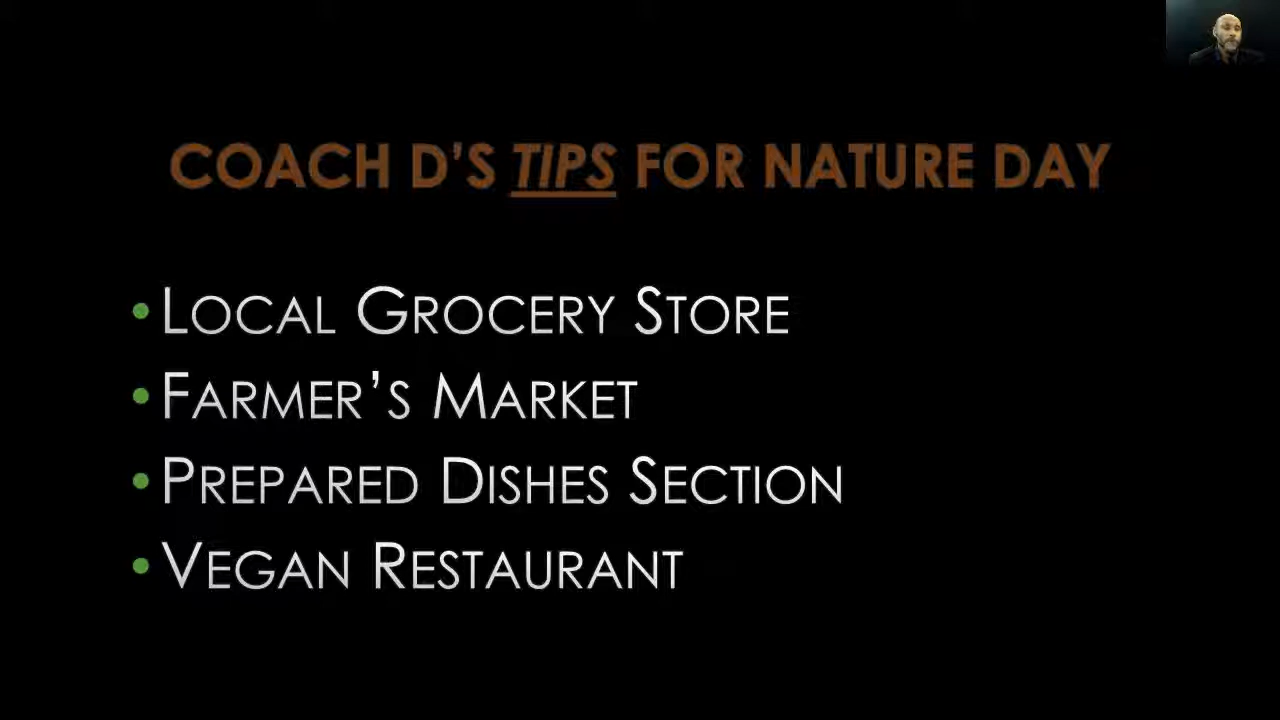 COACH D'S TIPS FOR NATURE DAY
LOCAL GROCERY STORE
FARMER'S MARKET
PREPARED DISHES SECTION
VEGAN RESTAURANT